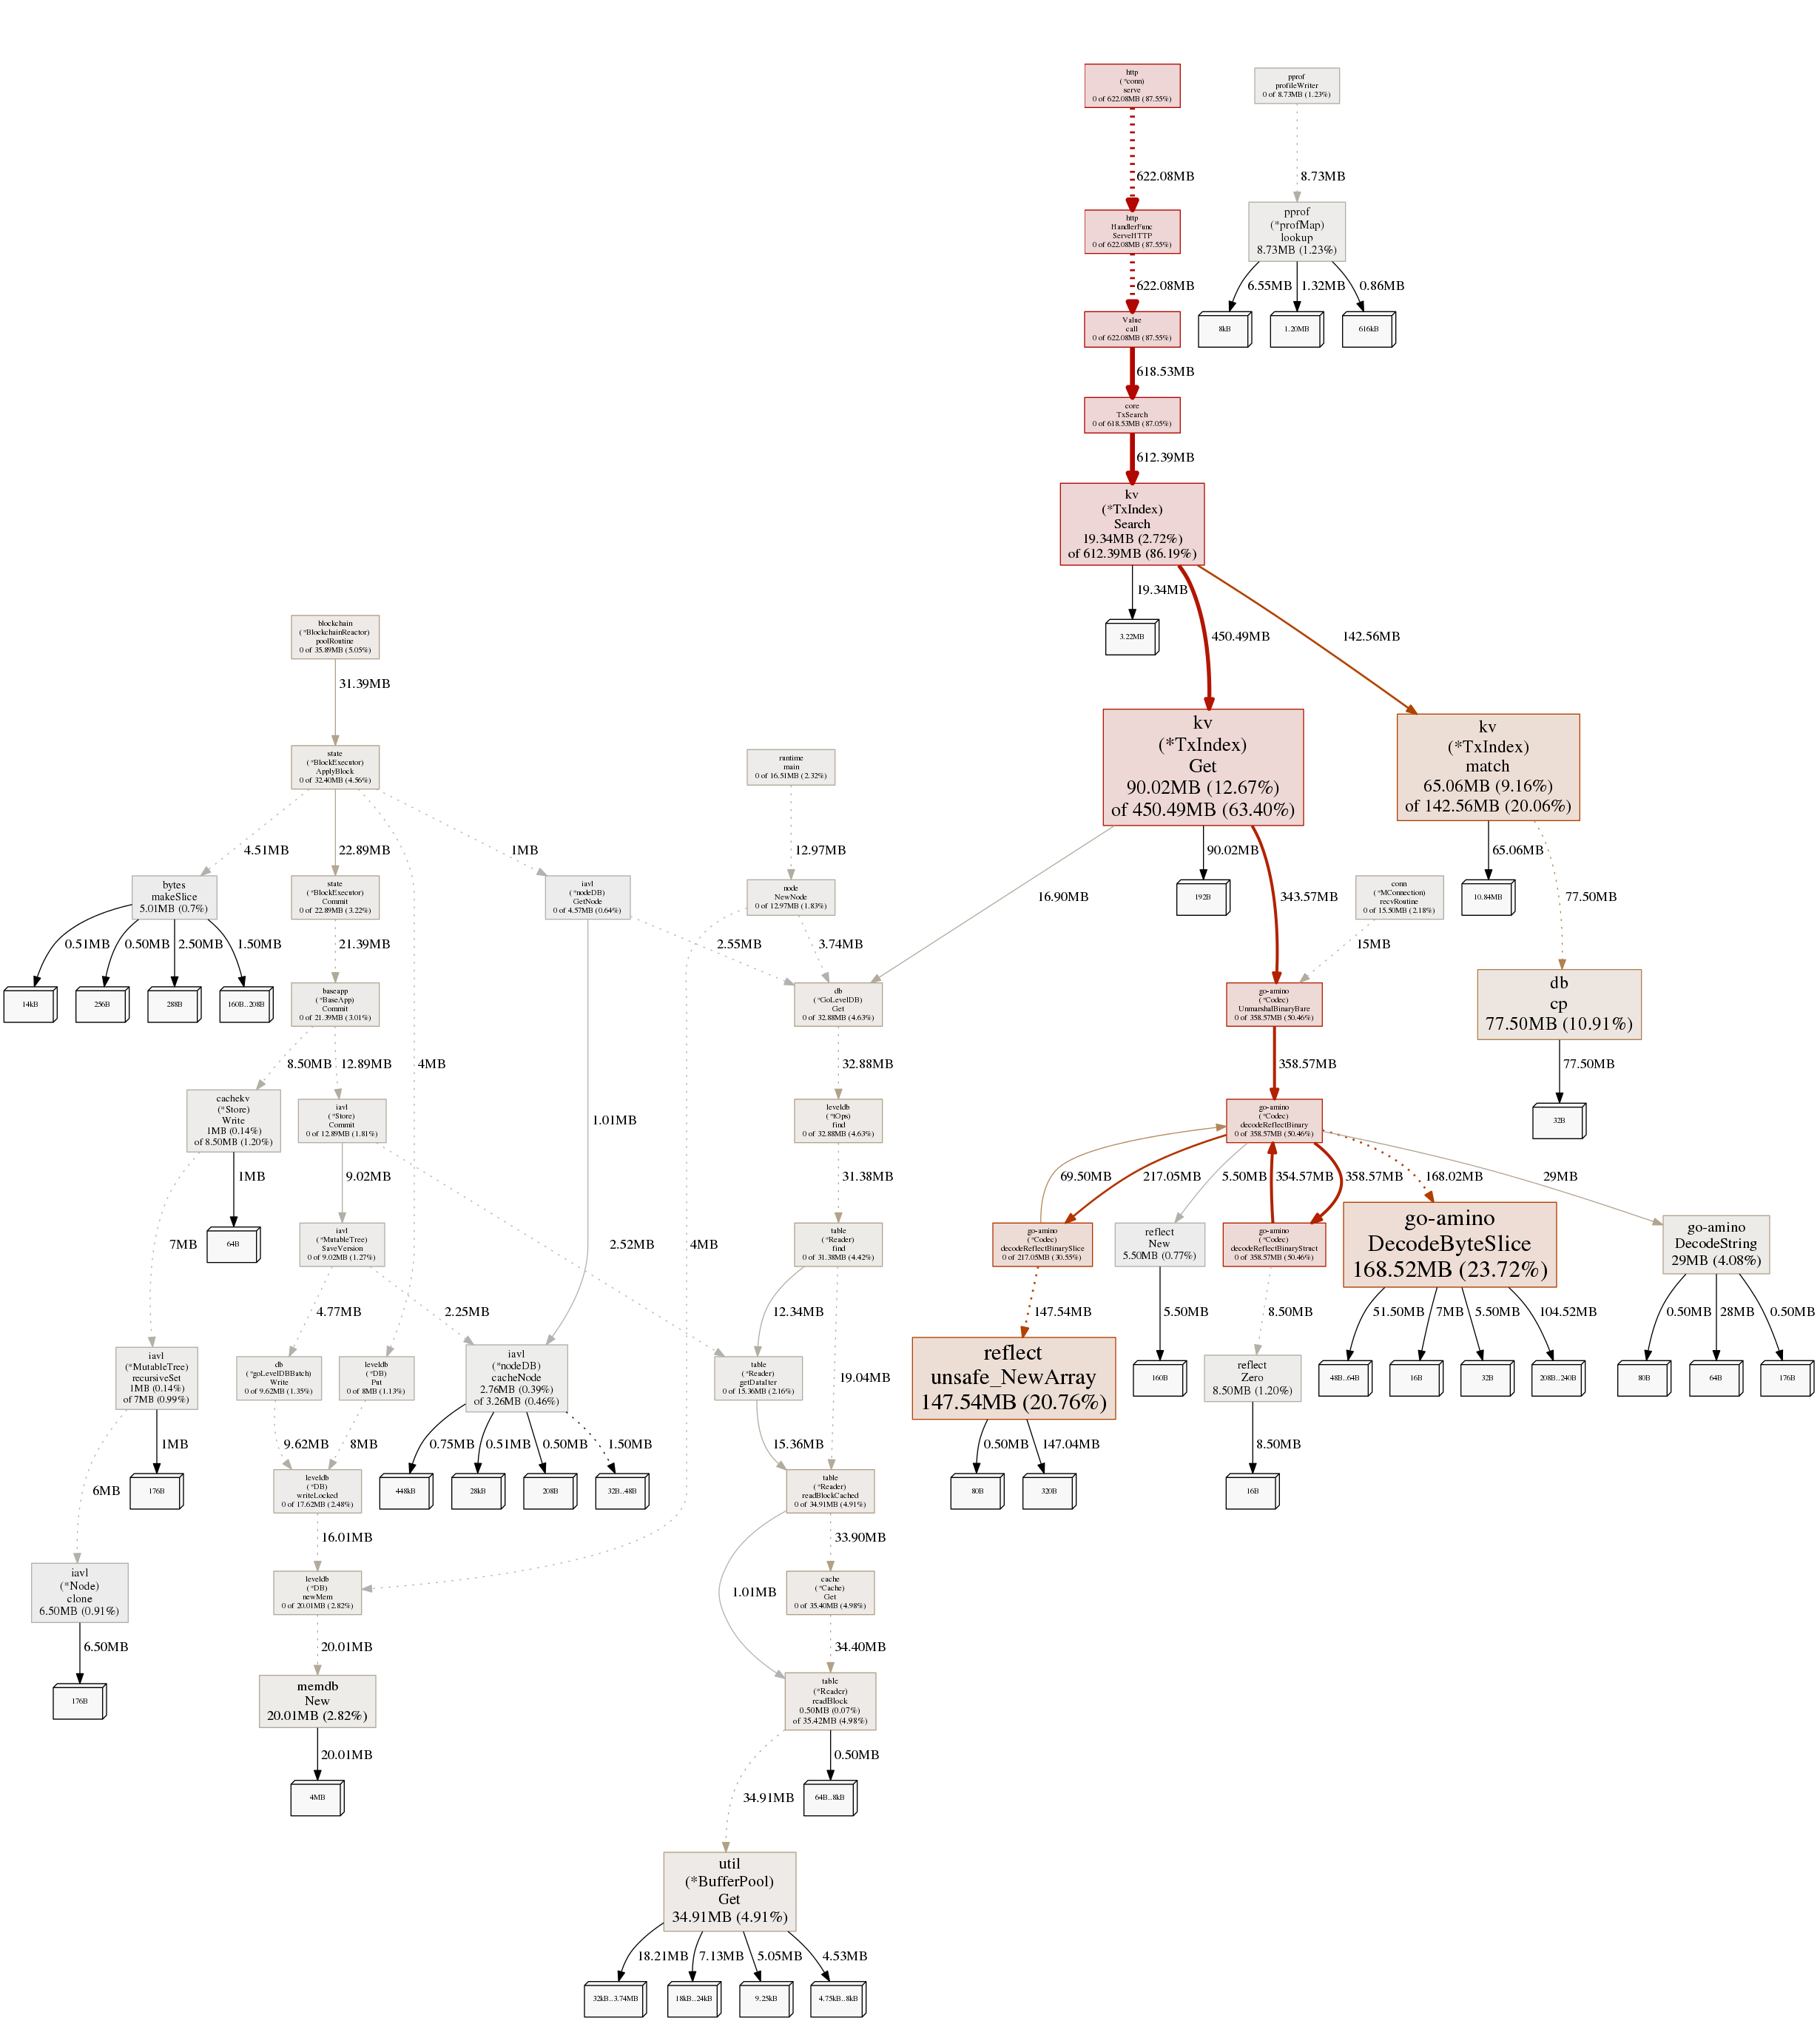 http
(*conn)
serve
0 of 622.08MB (87.55%)
pprof
profileWriter
0 of 8.73MB (1.23%)
622.08MB
8.73MB
http
HandlerFunc
ServeHTTP
0 of 622.08MB (87.55%)
pprof
(*profMap)
lookup
8.73MB (1.23%)
622.08MB
6.55MB
1.32MB
0.86MB
Value
call
0 of 622.08MB (87.55%)
8kB
1.20MB
616kB
618.53MB
core
TxSearch
0 of 618.53MB (87.05%)
612.39MB
kv
(*TxIndex)
Search
19.34MB (2.72%)
of 612.39MB (86.19%)
19.34MB
450.49MB
142.56MB
3.22MB
blockchain
(*BlockchainReactor)
poolRoutine
0 of 35.89MB (5.05%)
31.39MB
state
(*BlockExecutor)
ApplyBlock
0 of 32.40MB (4.56%)
runtime
main
0 of 16.51MB (2.32%)
kv
(*TxIndex)
Get
90.02MB (12.67%)
of 450.49MB (63.40%)
kv
(*TxIndex)
match
65.06MB (9.16%)
of 142.56MB (20.06%)
4.51MB
22.89MB
1MB
12.97MB
90.02MB
65.06MB
bytes
makeSlice
5.01MB (0.7%)
state
(*BlockExecutor)
Commit
0 of 22.89MB (3.22%)
iavl
(*nodeDB)
GetNode
0 of 4.57MB (0.64%)
node
NewNode
0 of 12.97MB (1.83%)
16.90MB
192B
343.57MB
conn
(*MConnection)
recvRoutine
0 of 15.50MB (2.18%)
10.84MB
77.50MB
0.51MB
0.50MB
2.50MB
1.50MB
21.39MB
2.55MB
3.74MB
15MB
14kB
256B
288B
160B..208B
baseapp
(*BaseApp)
Commit
0 of 21.39MB (3.01%)
db
(*GoLevelDB)
Get
0 of 32.88MB (4.63%)
go-amino
(*Codec)
UnmarshalBinaryBare
0 of 358.57MB (50.46%)
db
cp
77.50MB (10.91%)
8.50MB
12.89MB
4MB
32.88MB
358.57MB
77.50MB
cachekv
(*Store)
Write
1MB (0.14%)
of 8.50MB (1.20%)
iavl
(*Store)
Commit
0 of 12.89MB (1.81%)
1.01MB
leveldb
(*tOps)
find
0 of 32.88MB (4.63%)
go-amino
(*Codec)
decodeReflectBinary
0 of 358.57MB (50.46%)
32B
1MB
9.02MB
31.38MB
69.50MB
217.05MB
5.50MB
354.57MB
358.57MB
168.02MB
29MB
7MB
64B
iavl
(*MutableTree)
SaveVersion
0 of 9.02MB (1.27%)
2.52MB
4MB
table
(*Reader)
find
0 of 31.38MB (4.42%)
go-amino
(*Codec)
decodeReflectBinarySlice
0 of 217.05MB (30.55%)
reflect
New
5.50MB (0.77%)
go-amino
(*Codec)
decodeReflectBinaryStruct
0 of 358.57MB (50.46%)
go-amino
DecodeByteSlice
168.52MB (23.72%)
go-amino
DecodeString
29MB (4.08%)
4.77MB
2.25MB
12.34MB
147.54MB
5.50MB
8.50MB
51.50MB
7MB
5.50MB
104.52MB
0.50MB
28MB
0.50MB
iavl
(*MutableTree)
recursiveSet
1MB (0.14%)
of 7MB (0.99%)
db
(*goLevelDBBatch)
Write
0 of 9.62MB (1.35%)
leveldb
(*DB)
Put
0 of 8MB (1.13%)
iavl
(*nodeDB)
cacheNode
2.76MB (0.39%)
of 3.26MB (0.46%)
table
(*Reader)
getDataIter
0 of 15.36MB (2.16%)
19.04MB
reflect
unsafe_NewArray
147.54MB (20.76%)
160B
reflect
Zero
8.50MB (1.20%)
48B..64B
16B
32B
208B..240B
80B
64B
176B
1MB
9.62MB
8MB
0.75MB
0.51MB
0.50MB
1.50MB
15.36MB
0.50MB
147.04MB
8.50MB
6MB
176B
leveldb
(*DB)
writeLocked
0 of 17.62MB (2.48%)
448kB
28kB
208B
32B..48B
table
(*Reader)
readBlockCached
0 of 34.91MB (4.91%)
80B
320B
16B
16.01MB
33.90MB
iavl
(*Node)
clone
6.50MB (0.91%)
leveldb
(*DB)
newMem
0 of 20.01MB (2.82%)
1.01MB
cache
(*Cache)
Get
0 of 35.40MB (4.98%)
6.50MB
20.01MB
34.40MB
176B
memdb
New
20.01MB (2.82%)
table
(*Reader)
readBlock
0.50MB (0.07%)
of 35.42MB (4.98%)
20.01MB
0.50MB
4MB
34.91MB
64B..8kB
util
(*BufferPool)
Get
34.91MB (4.91%)
18.21MB
7.13MB
5.05MB
4.53MB
32kB..3.74MB
18kB..24kB
9.25kB
4.75kB..8kB